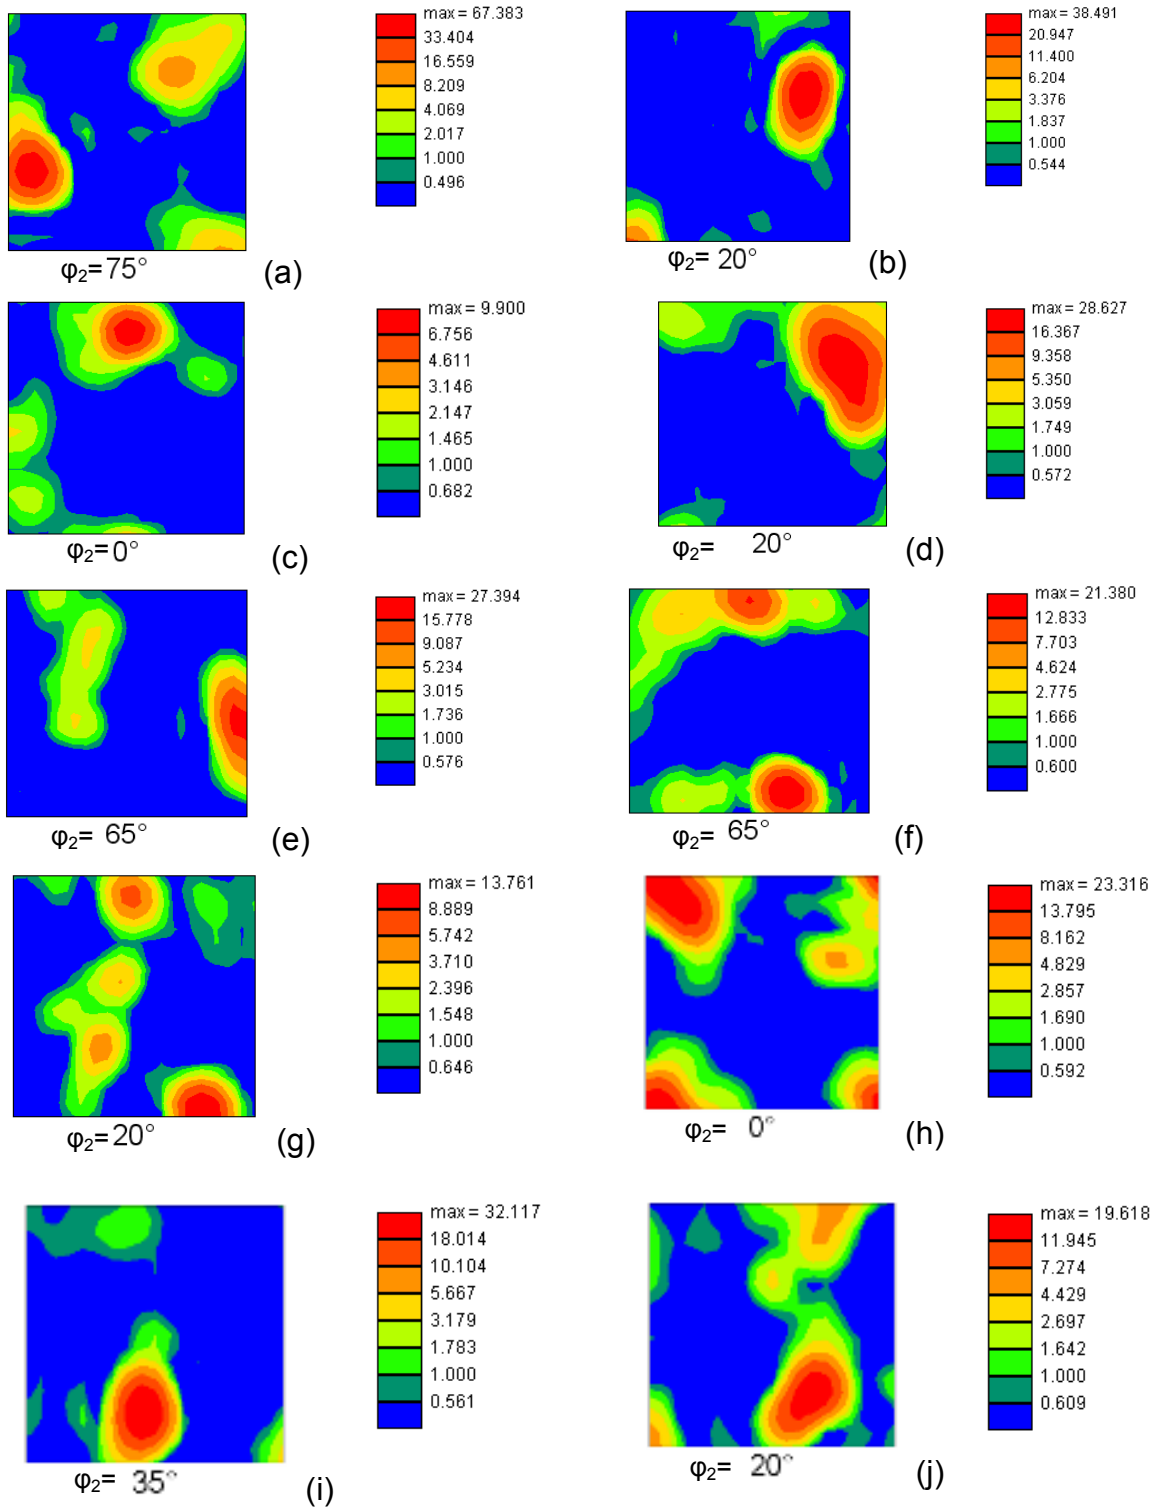 max = 67.383
33.404
16.559
8.209
4.069
2.017
1.000
0.496
φ₂= 75°
(a)
max = 38.491
20.947
11.400
6.204
3.376
1.837
1.000
0.544
φ₂= 20°
(b)
max = 9.900
6.756
4.611
3.146
2.147
1.465
1.000
0.682
φ₂= 0°
(c)
max = 28.627
16.367
9.358
5.350
3.059
1.749
1.000
0.572
φ₂= 20°
(d)
max = 27.394
15.778
9.087
5.234
3.015
1.736
1.000
0.576
φ₂= 65°
(e)
max = 21.380
12.833
7.703
4.624
2.775
1.666
1.000
0.600
φ₂= 65°
(f)
max = 13.761
8.889
5.742
3.710
2.396
1.548
1.000
0.646
φ₂= 20°
(g)
max = 23.316
13.795
8.162
4.829
2.857
1.690
1.000
0.592
φ₂= 0°
(h)
max = 32.117
18.014
10.104
5.667
3.179
1.783
1.000
0.561
φ₂= 35°
(i)
max = 19.618
11.945
7.274
4.429
2.697
1.642
1.000
0.609
φ₂= 20°
(j)